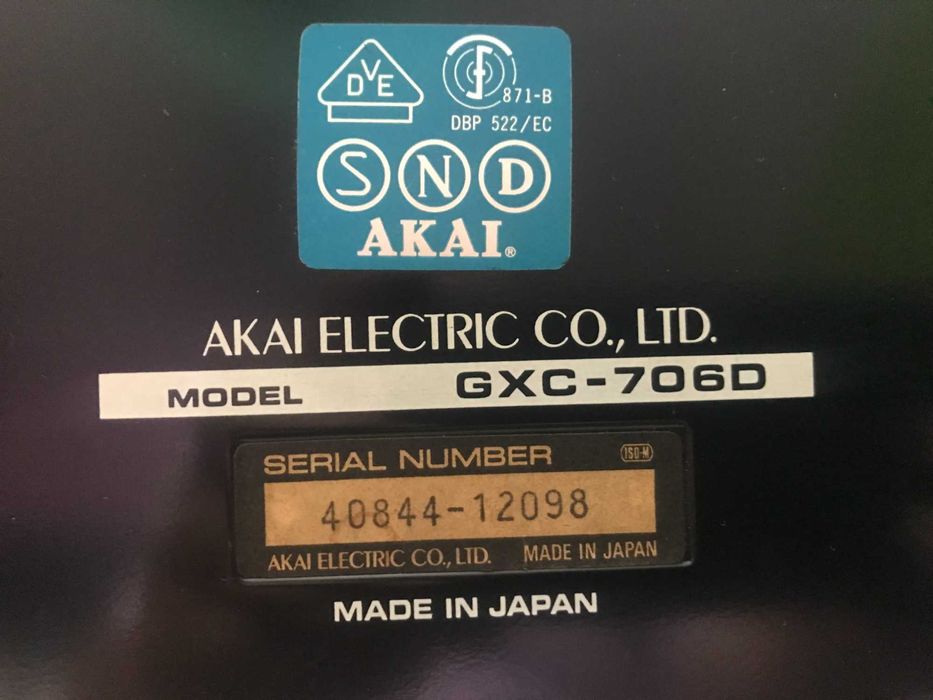 DVE
871-B
DBP 522/EC
S N D
AKAI®
AKAI ELECTRIC CO., LTD.
MODEL GXC-706D
SERIAL NUMBER ISO-M
40844-12098
AKAI ELECTRIC CO., LTD. MADE IN JAPAN
MADE IN JAPAN